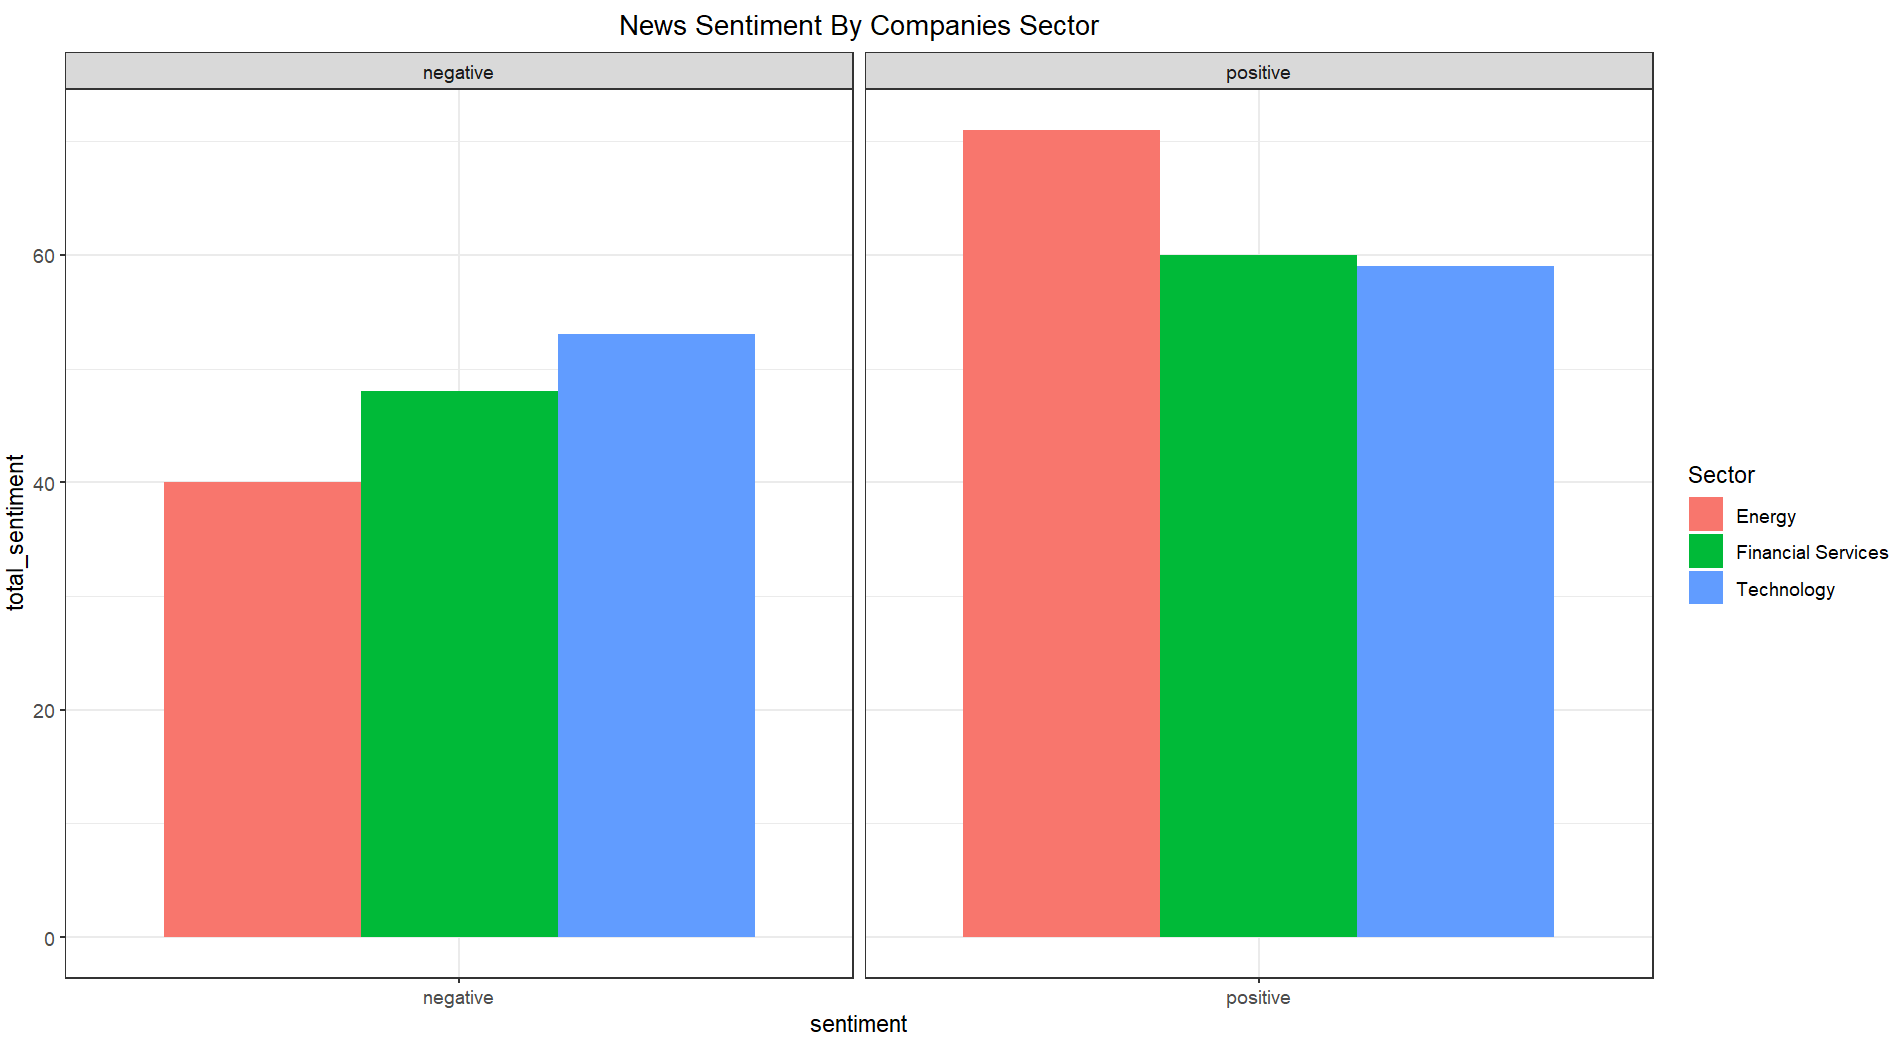 News Sentiment By Companies Sector
negative
positive
total_sentiment
60
40
20
0
negative
positive
sentiment
Sector
Energy
Financial Services
Technology